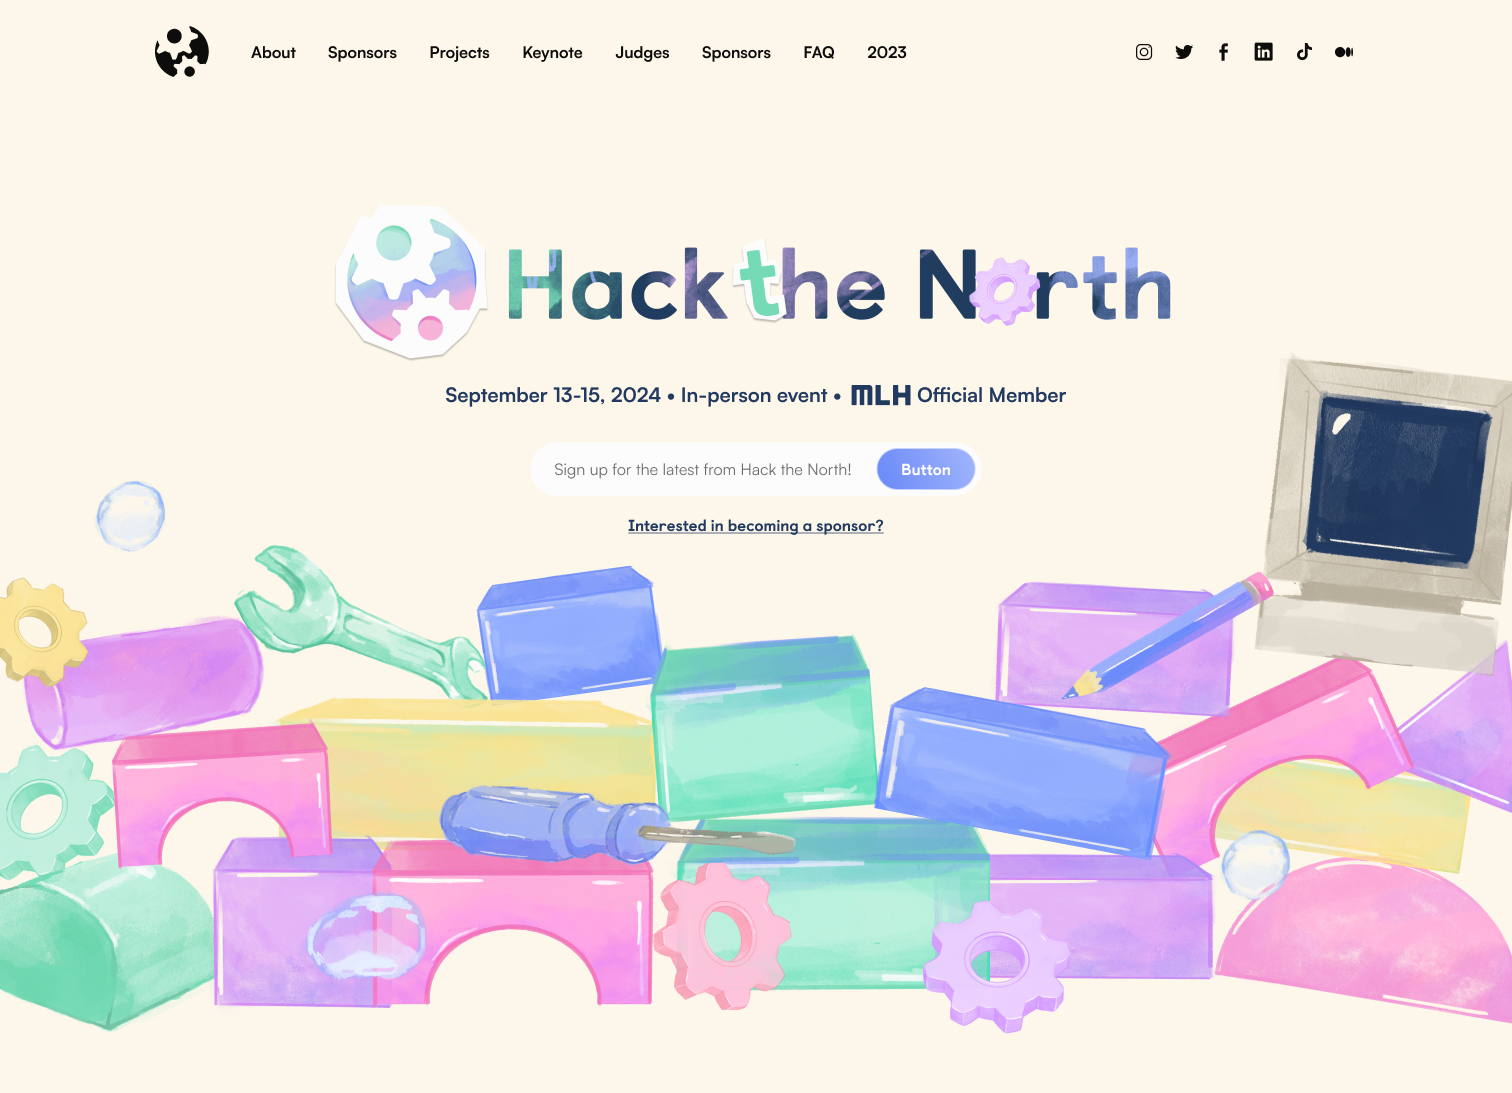 About Sponsors Projects Keynote Judges Sponsors FAQ 2023
Hack the North
September 13-15, 2024 • In-person event • MLH Official Member
Sign up for the latest from Hack the North! Button
Interested in becoming a sponsor?